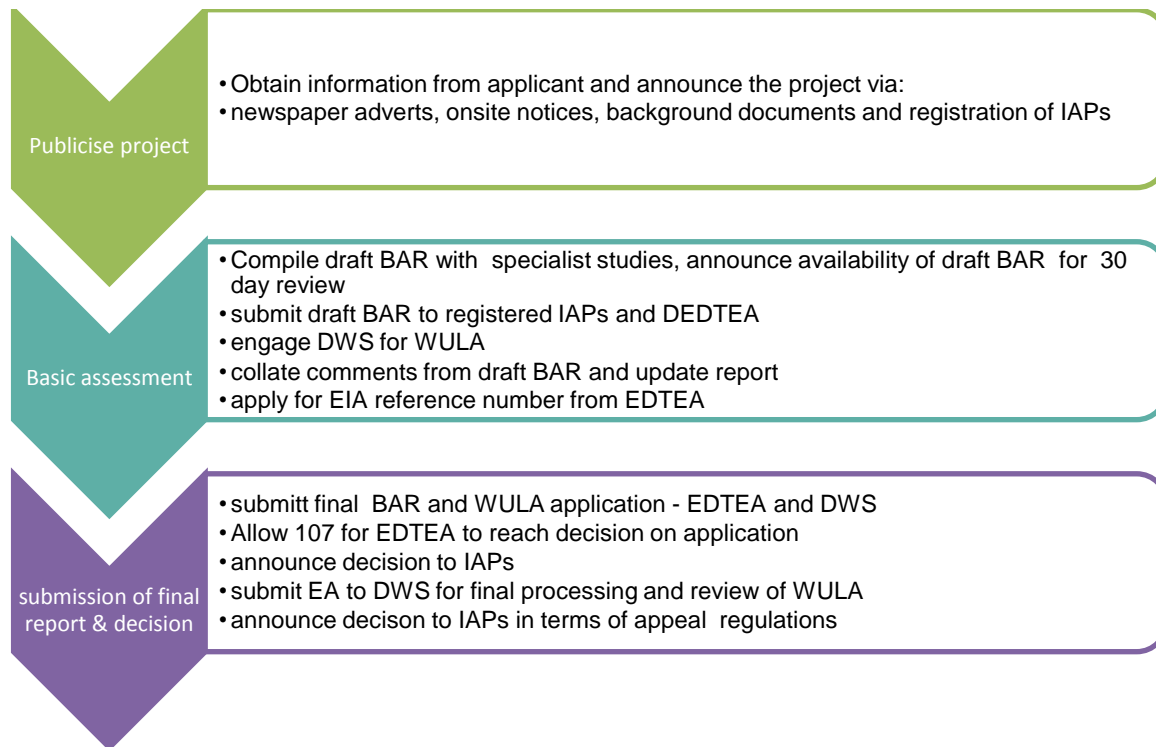 Publicise project
• Obtain information from applicant and announce the project via:
• newspaper adverts, onsite notices, background documents and registration of IAPs
Basic assessment
• Compile draft BAR with specialist studies, announce availability of draft BAR for 30
day review
• submit draft BAR to registered IAPs and DEDTEA
• engage DWS for WULA
• collate comments from draft BAR and update report
• apply for EIA reference number from EDTEA
submission of final
report & decision
• submitt final BAR and WULA application - EDTEA and DWS
• Allow 107 for EDTEA to reach decision on application
• announce decision to IAPs
• submit EA to DWS for final processing and review of WULA
• announce decison to IAPs in terms of appeal regulations